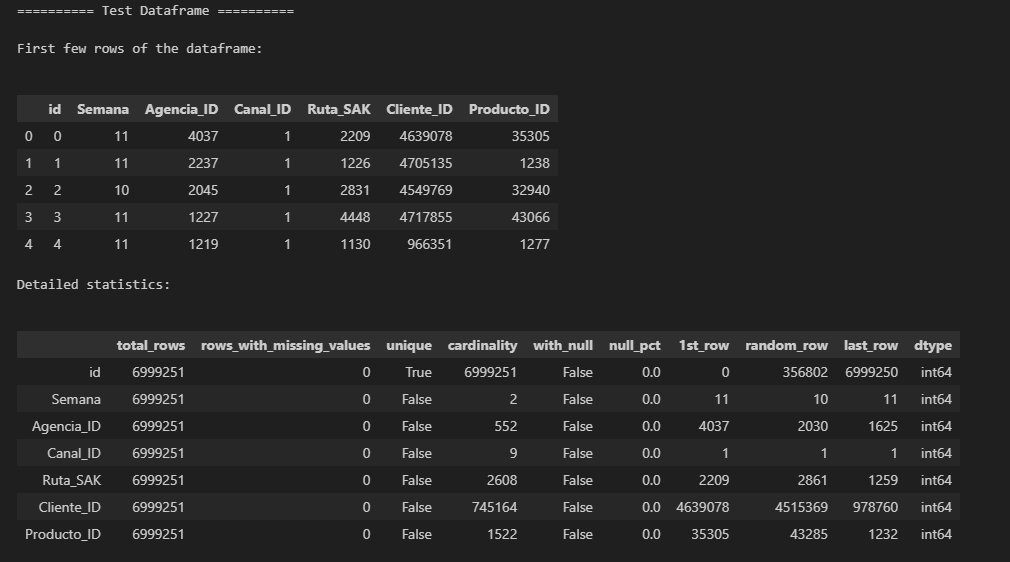 ========== Test Dataframe ==========
First few rows of the dataframe:
id Semana Agencia_ID Canal_ID Ruta_SAK Cliente_ID Producto_ID
0 0 11 4037 1 2209 4639078 35305
1 1 11 2237 1 1226 4705135 1238
2 2 10 2045 1 2831 4549769 32940
3 3 11 1227 1 4448 4717855 43066
4 4 11 1219 1 1130 966351 1277
Detailed statistics:
total_rows rows_with_missing_values unique cardinality with_null null_pct 1st_row random_row last_row dtype
id 6999251 0 True 6999251 False 0.0 0 356802 6999250 int64
Semana 6999251 0 False 2 False 0.0 11 10 11 int64
Agencia_ID 6999251 0 False 552 False 0.0 4037 2030 1625 int64
Canal_ID 6999251 0 False 9 False 0.0 1 1 1 int64
Ruta_SAK 6999251 0 False 2608 False 0.0 2209 2861 1259 int64
Cliente_ID 6999251 0 False 745164 False 0.0 4639078 4515369 978760 int64
Producto_ID 6999251 0 False 1522 False 0.0 35305 43285 1232 int64